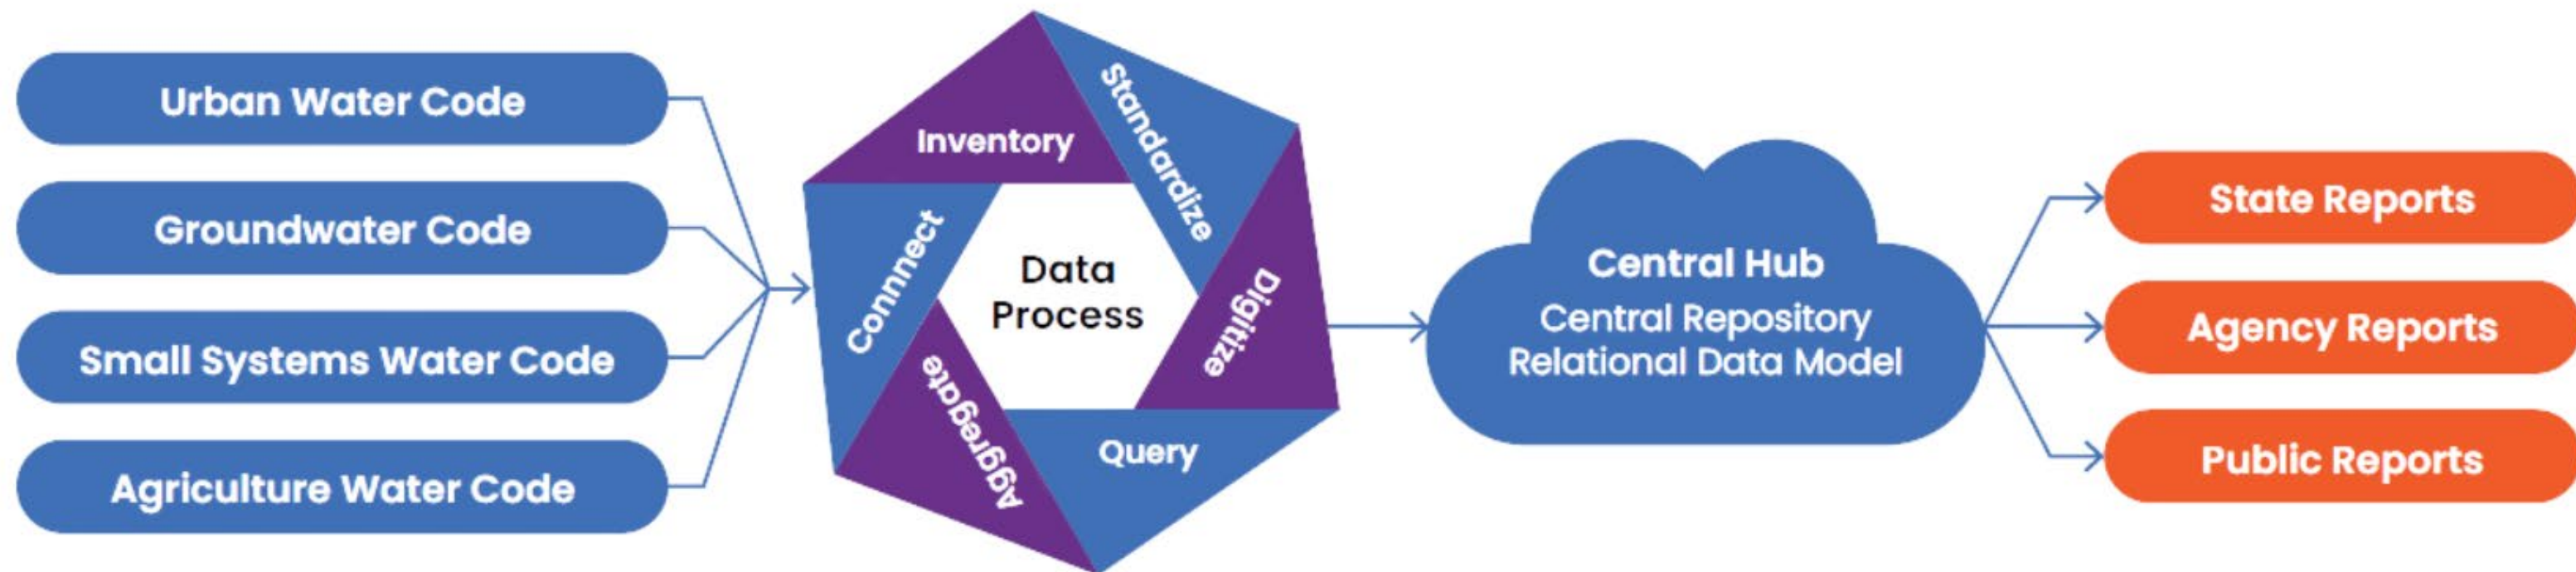 Urban Water Code
Groundwater Code
Small Systems Water Code
Agriculture Water Code
Inventory
Standardize
Digitize
Query
Aggregate
Connect
Data
Process
Central Hub
Central Repository
Relational Data Model
State Reports
Agency Reports
Public Reports